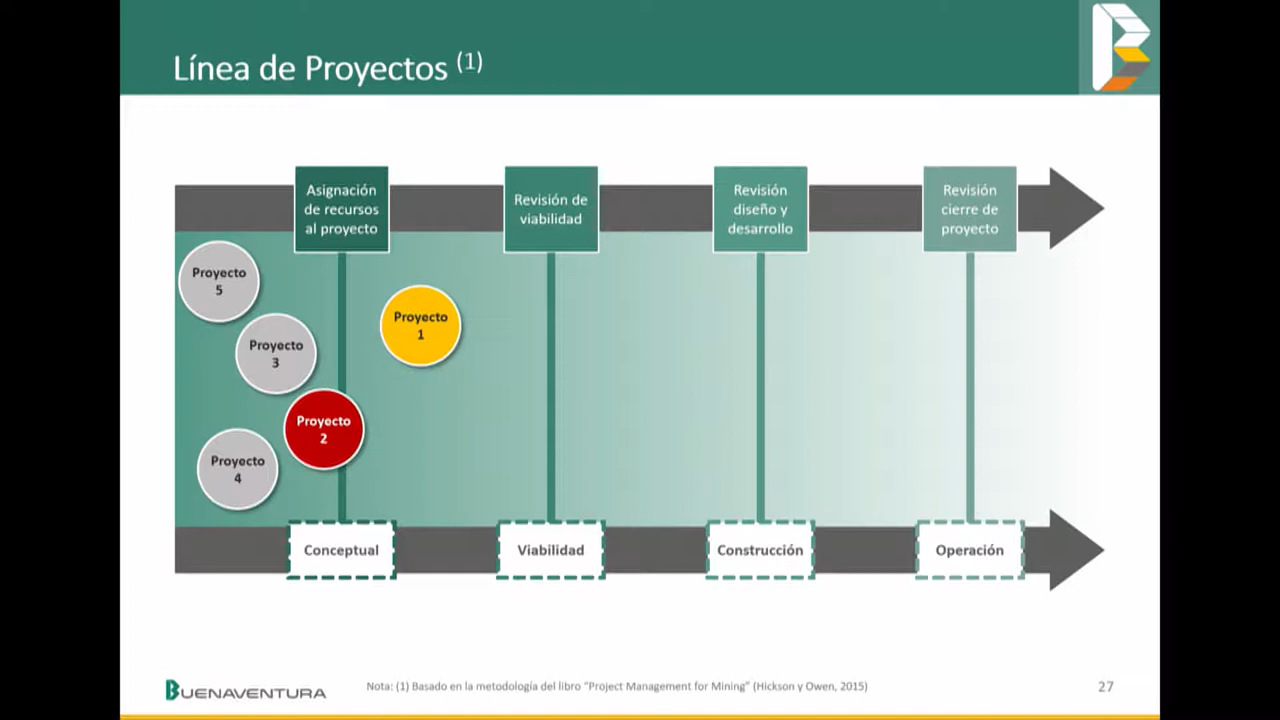 Línea de Proyectos (1)
Asignación
de recursos
al proyecto
Revisión de
viabilidad
Revisión
diseño y
desarrollo
Revisión
cierre de
proyecto
Proyecto
5
Proyecto
1
Proyecto
3
Proyecto
2
Proyecto
4
Conceptual
Viabilidad
Construcción
Operación
BUENAVENTURA
Nota: (1) Basado en la metodología del libro “Project Management for Mining” (Hickson y Owen, 2015)
27